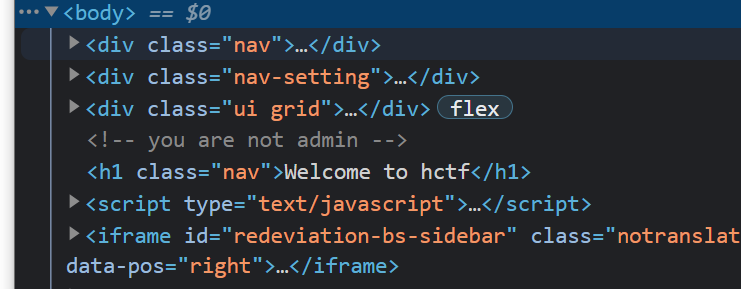 ··· ▼<body> == $0
▶<div class="nav">…</div>
▶<div class="nav-setting">…</div>
▶<div class="ui grid">…</div> flex
<!-- you are not admin -->
<h1 class="nav">Welcome to hctf</h1>
▶<script type="text/javascript">…</script>
▶<iframe id="redeviation-bs-sidebar" class="notranslat
data-pos="right">…</iframe>